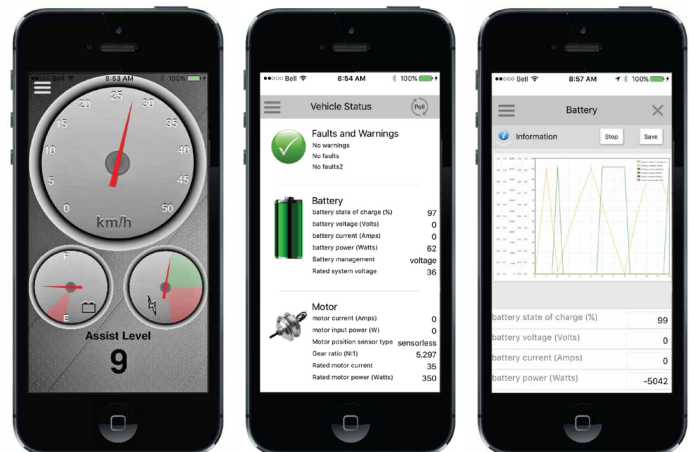 Bell 8:53 AM 100%
0 5 10 15 20 25 30 35 40 45 50
km/h
F
E
Assist Level
9
Bell 8:54 AM 100%
Vehicle Status Poll
Faults and Warnings
No warnings
No faults
No faults2
Battery
battery state of charge (%) 97
battery voltage (Volts) 0
battery current (Amps) 0
battery power (Watts) 62
Battery management voltage
Rated system voltage 36
Motor
motor current (Amps) 0
motor input power (W) 0
Motor position sensor type sensorless
Gear ratio (N:1) 5.297
Rated motor current 35
Rated motor power (Watts) 350
Bell 8:57 AM 100%
Battery
Information Stop Save
battery state of charge (%) 99
battery voltage (Volts) 0
battery current (Amps) 0
battery power (Watts) -5042